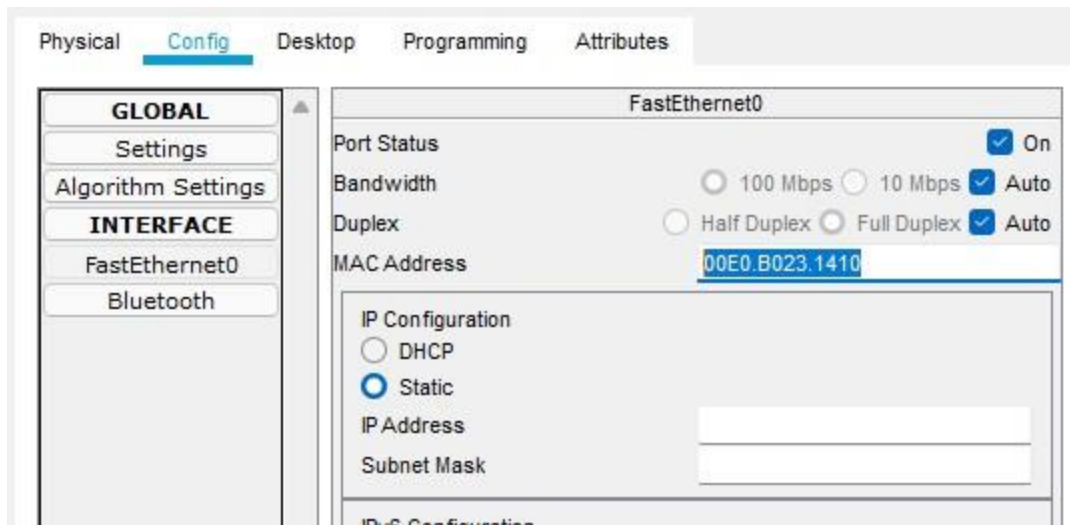 Physical Config Desktop Programming Attributes
GLOBAL
Settings
Algorithm Settings
INTERFACE
FastEthernet0
Bluetooth
FastEthernet0
Port Status On
Bandwidth 100 Mbps 10 Mbps Auto
Duplex Half Duplex Full Duplex Auto
MAC Address 00E0.B023.1410
IP Configuration
DHCP
Static
IP Address
Subnet Mask
IPv6 Configuration